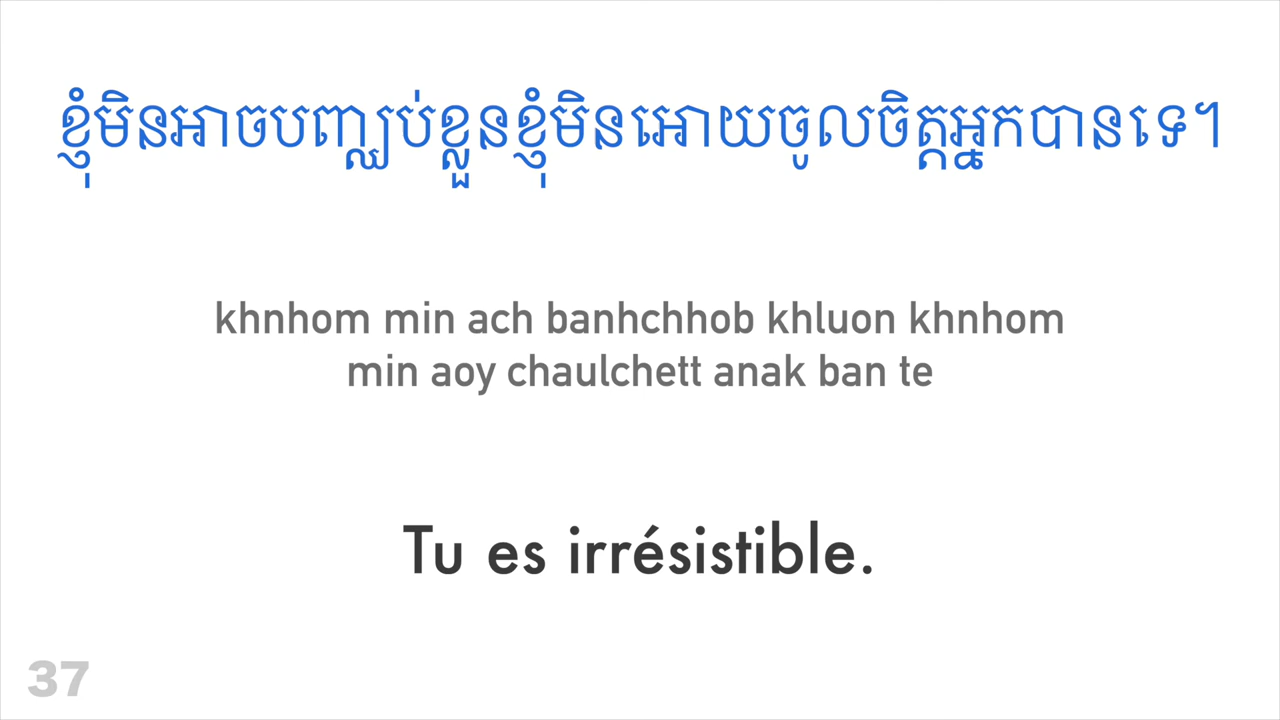 ខ្ញុំមិនអាចបញ្ឈប់ខ្លួនខ្ញុំមិនអោយចូលចិត្តអ្នកបានទេ។
khnhom min ach banhchhob khluon khnhom
min aoy chaulchett anak ban te
Tu es irrésistible.
37